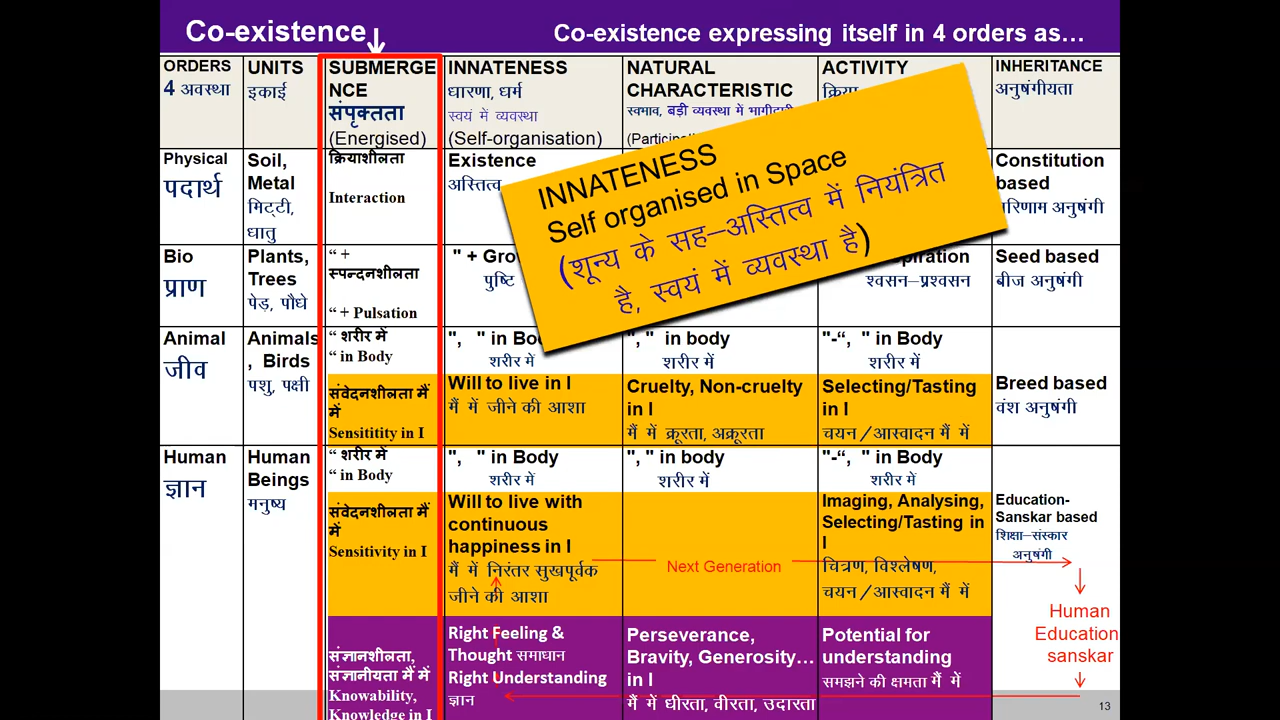 Co-existence
Co-existence expressing itself in 4 orders as…
ORDERS
4 अवस्था
UNITS
इकाई
SUBMERGE
NCE
संपृक्तता
(Energised)
INNATENESS
धारणा, धर्म
स्वयं में व्यवस्था
(Self-organisation)
NATURAL
CHARACTERISTIC
स्वभाव, बड़ी व्यवस्था में भागीदारी
ACTIVITY
INHERITANCE
अनुषंगीयता
INNATENESS
Self organised in Space
(शून्य के सह–अस्तित्व में नियंत्रित
है, स्वयं में व्यवस्था है)
Physical
पदार्थ
Soil,
Metal
मिट्टी,
धातु
क्रियाशीलता
Interaction
Existence
अस्तित्व
Constitution
based
Bio
प्राण
Plants,
Trees
पेड़, पौधे
“ +
स्पन्दनशीलता
“ + Pulsation
" + Gro
पुष्टि
श्वसन–प्रश्वसन
Seed based
बीज अनुषंगी
Animal
जीव
Animals
, Birds
पशु, पक्षी
“ शरीर में
“ in Body
", " in Bo
शरीर में
", " in body
शरीर में
"-“, " in Body
शरीर में
संवेदनशीलता मैं
में
Sensititity in I
Will to live in I
मैं में जीने की आशा
Cruelty, Non-cruelty
in I
मैं में क्रूरता, अक्रूरता
Selecting/Tasting
in I
चयन/आस्वादन मैं में
Breed based
वंश अनुषंगी
Human
ज्ञान
Human
Beings
मनुष्य
“ शरीर में
“ in Body
", " in Body
शरीर में
", " in body
शरीर में
"-“, " in Body
शरीर में
संवेदनशीलता मैं
में
Sensitivity in I
Will to live with
continuous
happiness in I
मैं में निरंतर सुखपूर्वक
जीने की आशा
Next Generation
Imaging, Analysing,
Selecting/Tasting in
I
चित्रण, विश्लेषण,
चयन/आस्वादन मैं में
Education-
Sanskar based
शिक्षा–संस्कार
अनुषंगी
Human
Education
sanskar
संज्ञानशीलता,
संज्ञानीयता मैं में
Knowability,
Knowledge in I
Right Feeling &
Thought समाधान
Right Understanding
ज्ञान
Perseverance,
Bravity, Generosity…
in I
मैं में धीरता, वीरता, उदारता
Potential for
understanding
समझने की क्षमता मैं में
13